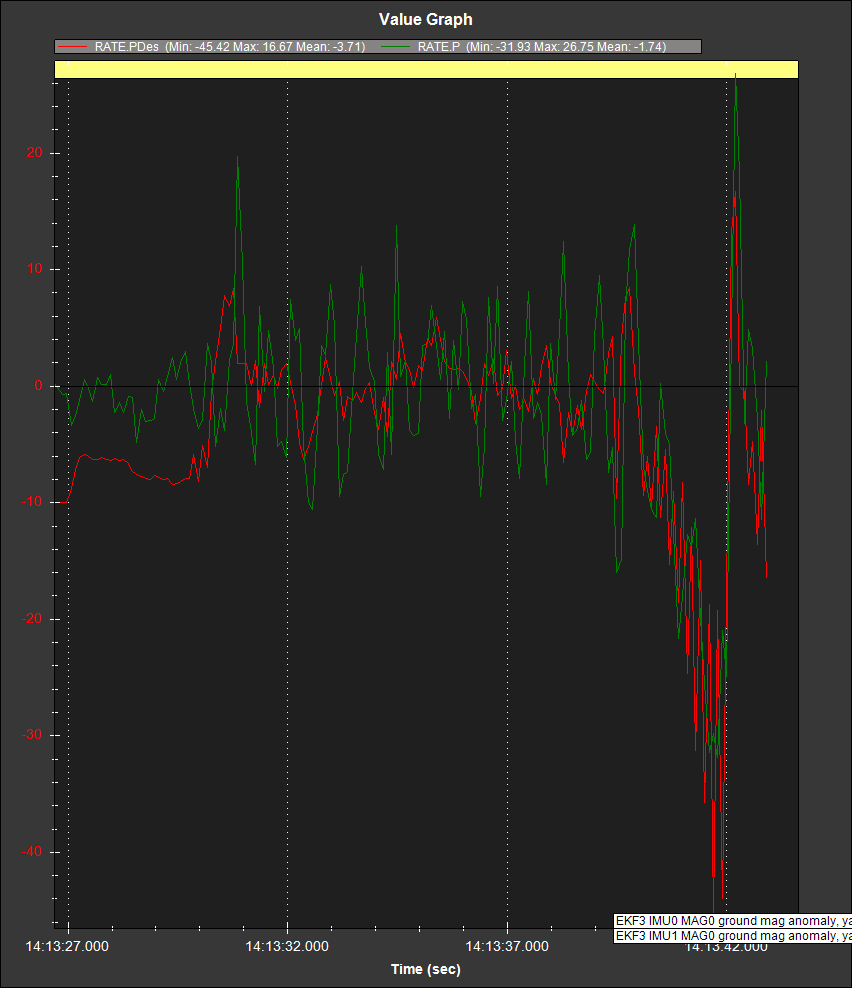 Value Graph
RATE.PDes (Min: -45.42 Max: 16.67 Mean: -3.71) RATE.P (Min: -31.93 Max: 26.75 Mean: -1.74)
20
10
0
-10
-20
-30
-40
EKF3 IMU0 MAG0 ground mag anomaly, ya
EKF3 IMU1 MAG0 ground mag anomaly, ya
14:13:27.000 14:13:32.000 14:13:37.000 14:13:42.000
Time (sec)